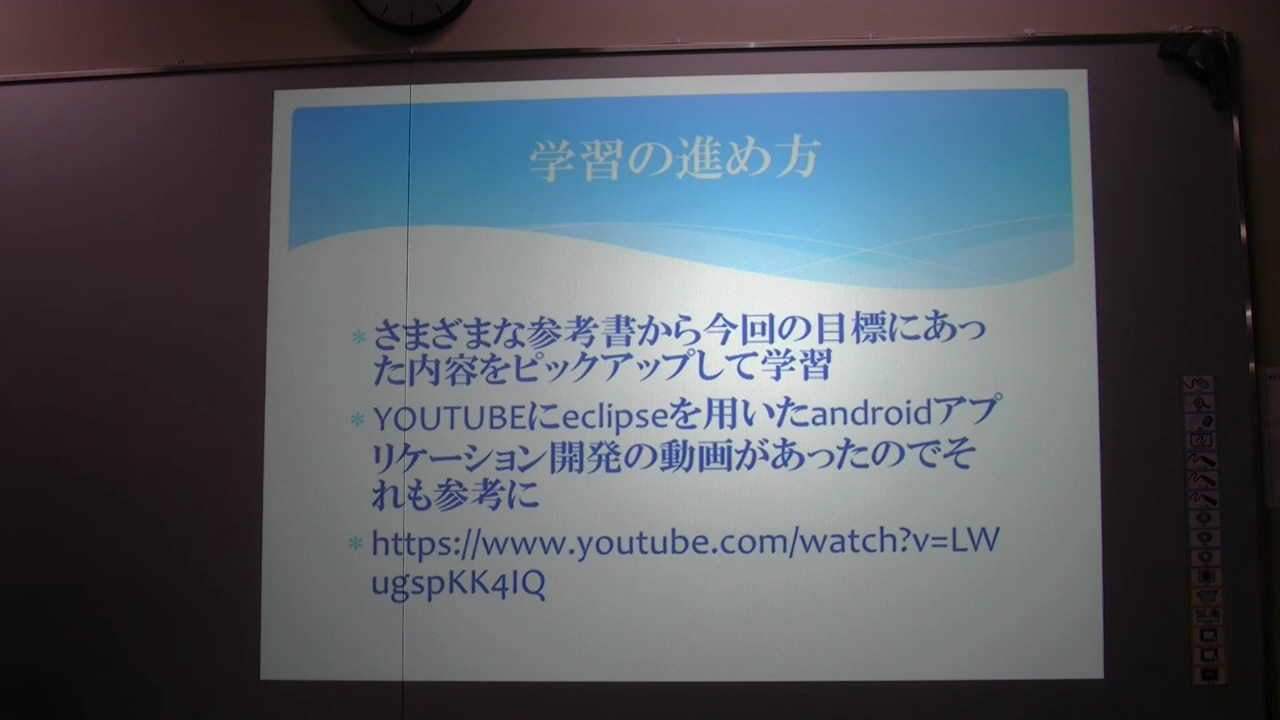 学習の進め方
*さまざまな参考書から今回の目標にあっ
た内容をピックアップして学習
*YOUTUBEにeclipseを用いたandroidアプ
リケーション開発の動画があったのでそ
れも参考に
*https://www.youtube.com/watch?v=LW
ugspKK4IQ